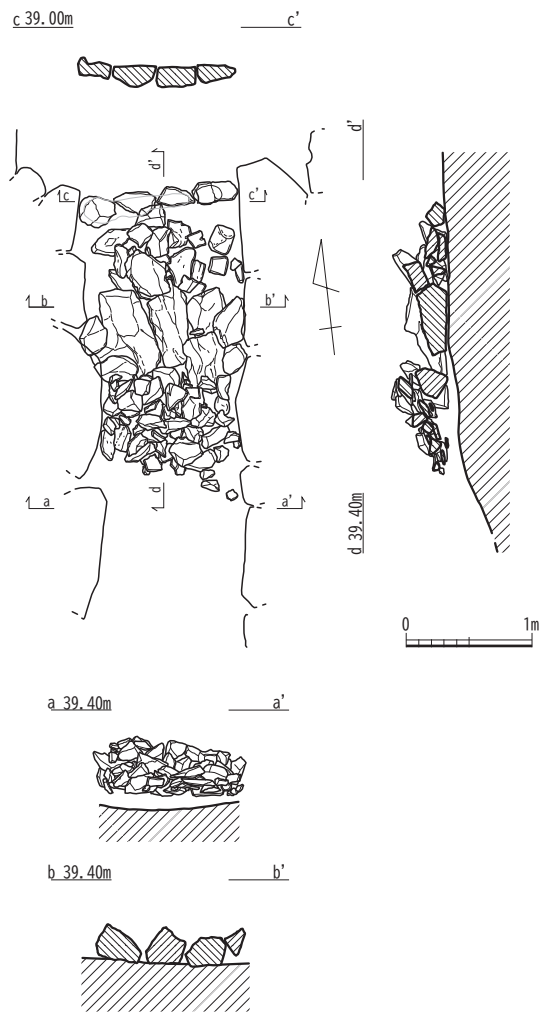 c 39.00m c'
d'
d'
c c'
b b'
d
a a'
d 39.40m
0 1m
a 39.40m a'
b 39.40m b'